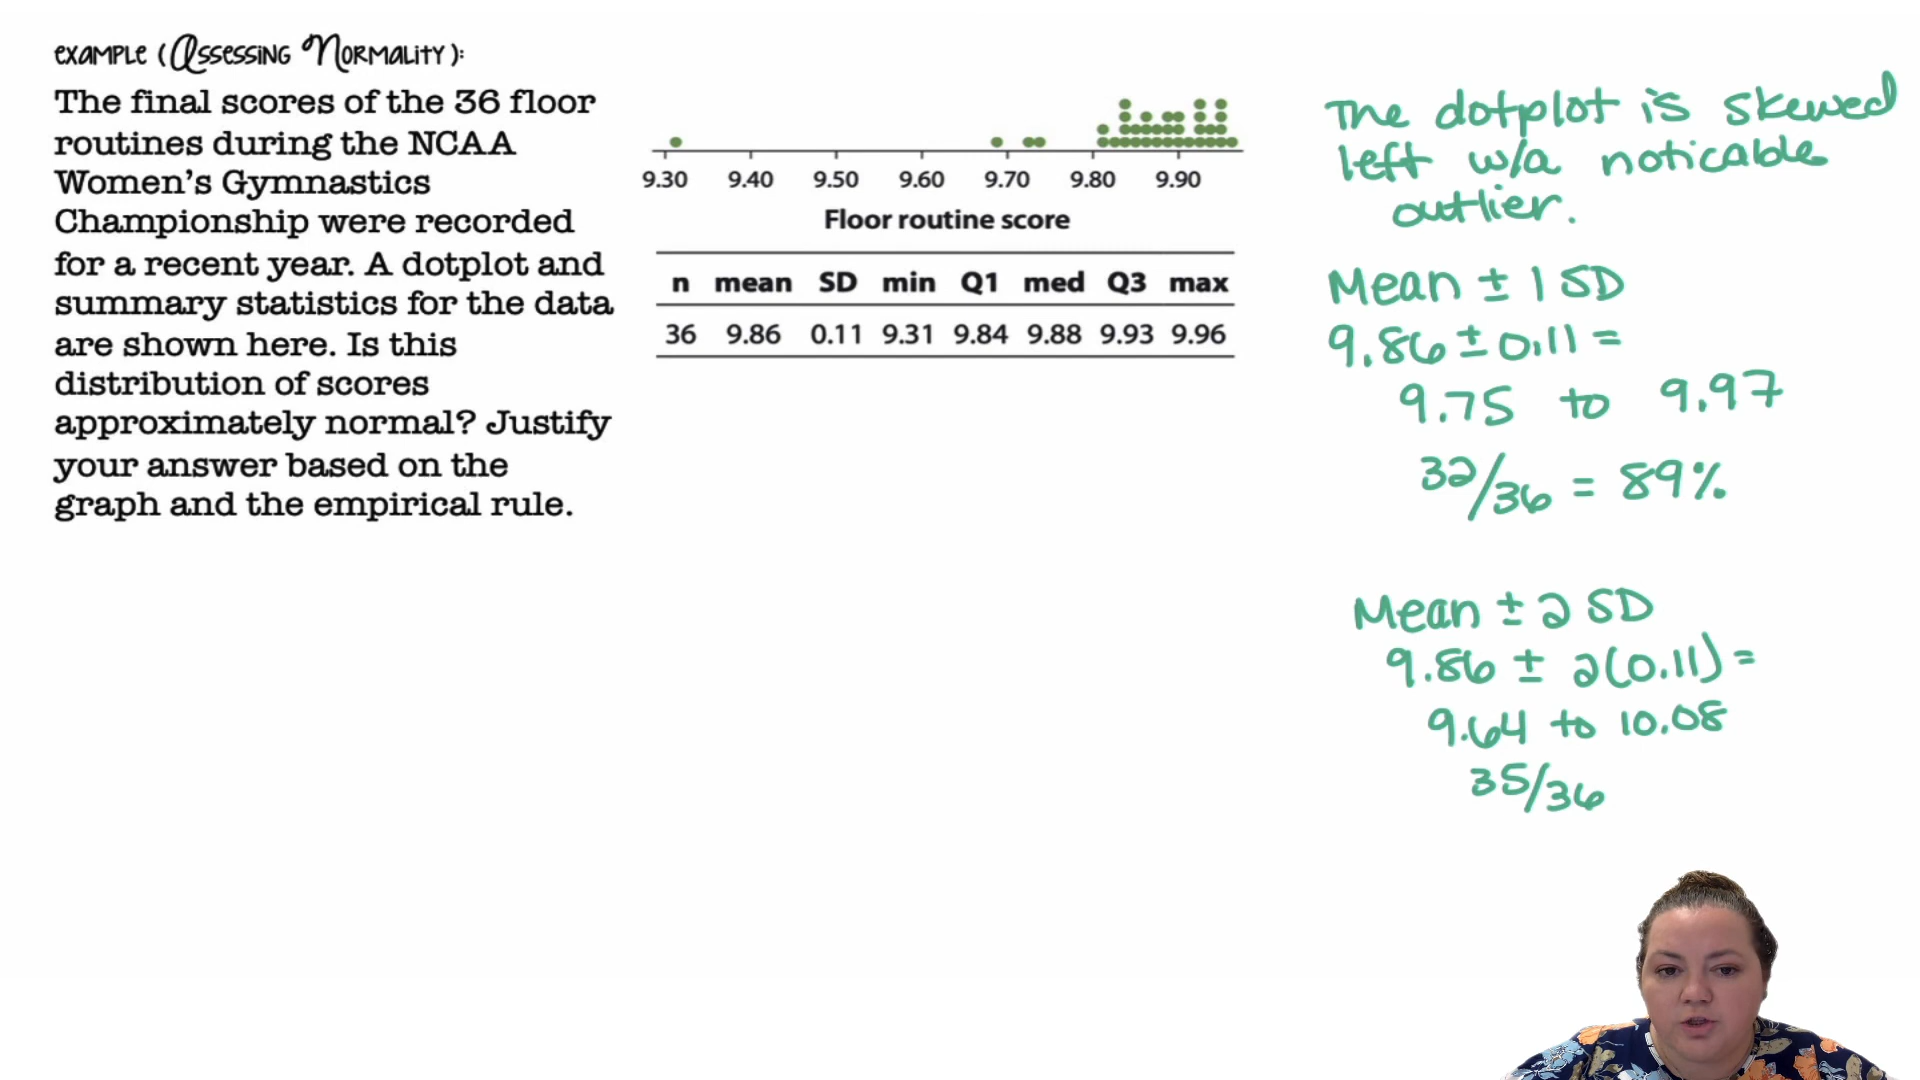 Example (Assessing Normality):
The final scores of the 36 floor
routines during the NCAA
Women's Gymnastics
Championship were recorded
for a recent year. A dotplot and
summary statistics for the data
are shown here. Is this
distribution of scores
approximately normal? Justify
your answer based on the
graph and the empirical rule.
9.30 9.40 9.50 9.60 9.70 9.80 9.90
Floor routine score
n mean SD min Q1 med Q3 max
36 9.86 0.11 9.31 9.84 9.88 9.93 9.96
The dotplot is skewed
left w/a noticable
outlier.
Mean ± 1 SD
9.86 ± 0.11 =
9.75 to 9.97
32/36 = 89%
Mean ± 2 SD
9.86 ± 2(0.11) =
9.64 to 10.08
35/36